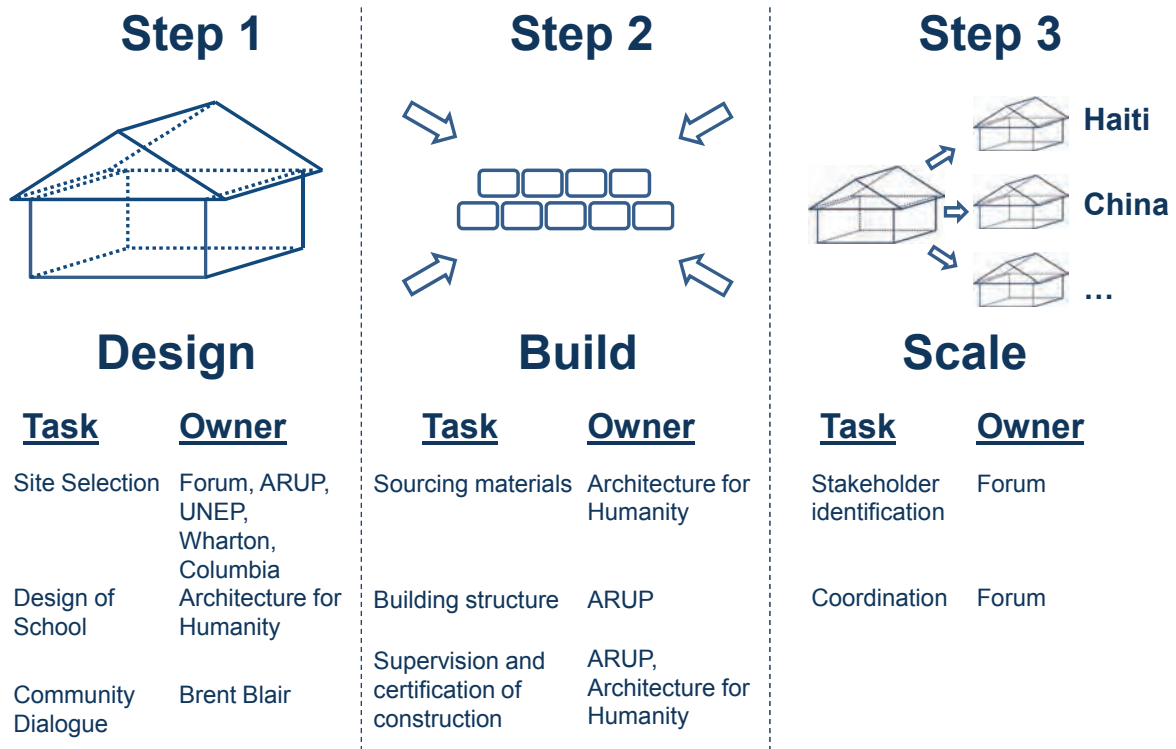 Step 1
Design
Task Owner
Site Selection Forum, ARUP,
UNEP,
Wharton,
Columbia
Design of Architecture for
School Humanity
Community Brent Blair
Dialogue
Step 2
Build
Task Owner
Sourcing materials Architecture for
Humanity
Building structure ARUP
Supervision and ARUP,
certification of Architecture for
construction Humanity
Step 3
Haiti
China
...
Scale
Task Owner
Stakeholder Forum
identification
Coordination Forum